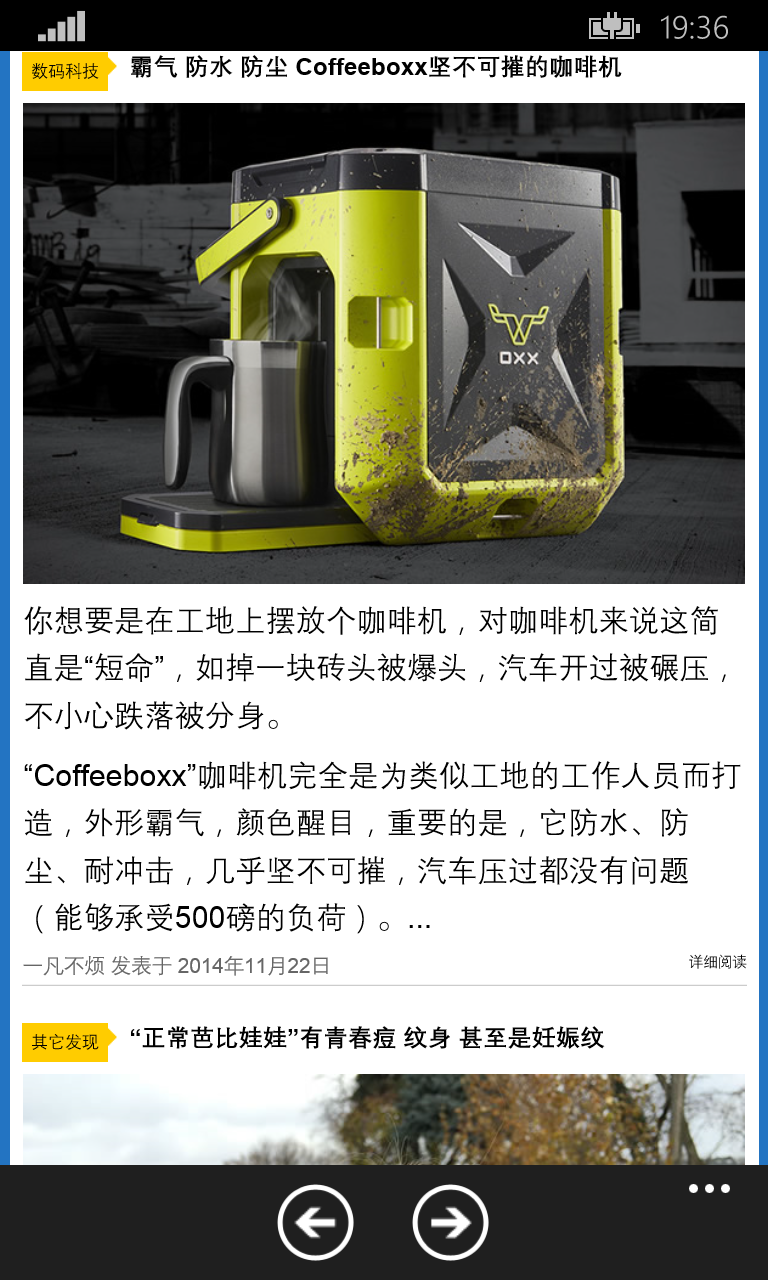 19:36
数码科技
霸气 防水 防尘 Coffeeboxx坚不可摧的咖啡机
OXX
你想要是在工地上摆放个咖啡机，对咖啡机来说这简
直是“短命”，如掉一块砖头被爆头，汽车开过被碾压，
不小心跌落被分身。
“Coffeeboxx”咖啡机完全是为类似工地的工作人员而打
造，外形霸气，颜色醒目，重要的是，它防水、防
尘、耐冲击，几乎坚不可摧，汽车压过都没有问题
（能够承受500磅的负荷）。...
一凡不烦 发表于 2014年11月22日
详细阅读
其它发现
“正常芭比娃娃”有青春痘 纹身 甚至是妊娠纹